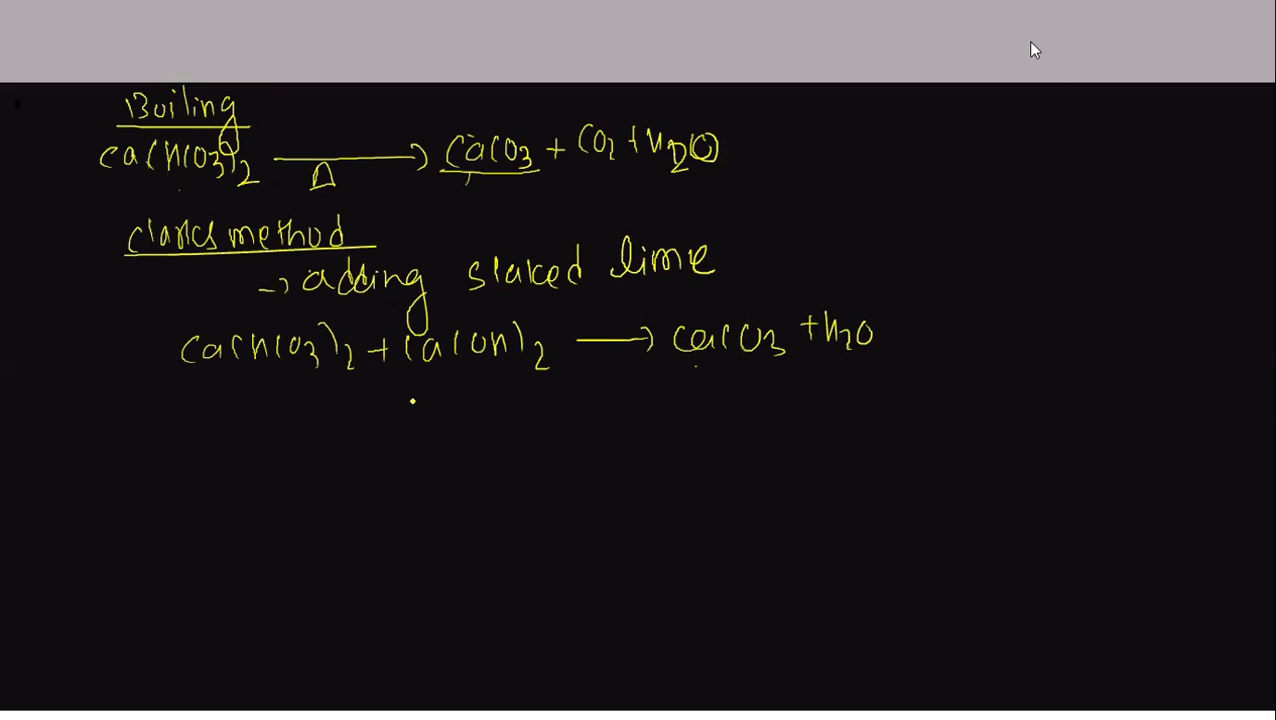 Boiling
Ca(HCO3)2 ⟶ Δ CaCO3 + CO2 + H2O
Clarks method
→ adding slaked lime
Ca(HCO3)2 + Ca(OH)2 ⟶ CaCO3 + H2O